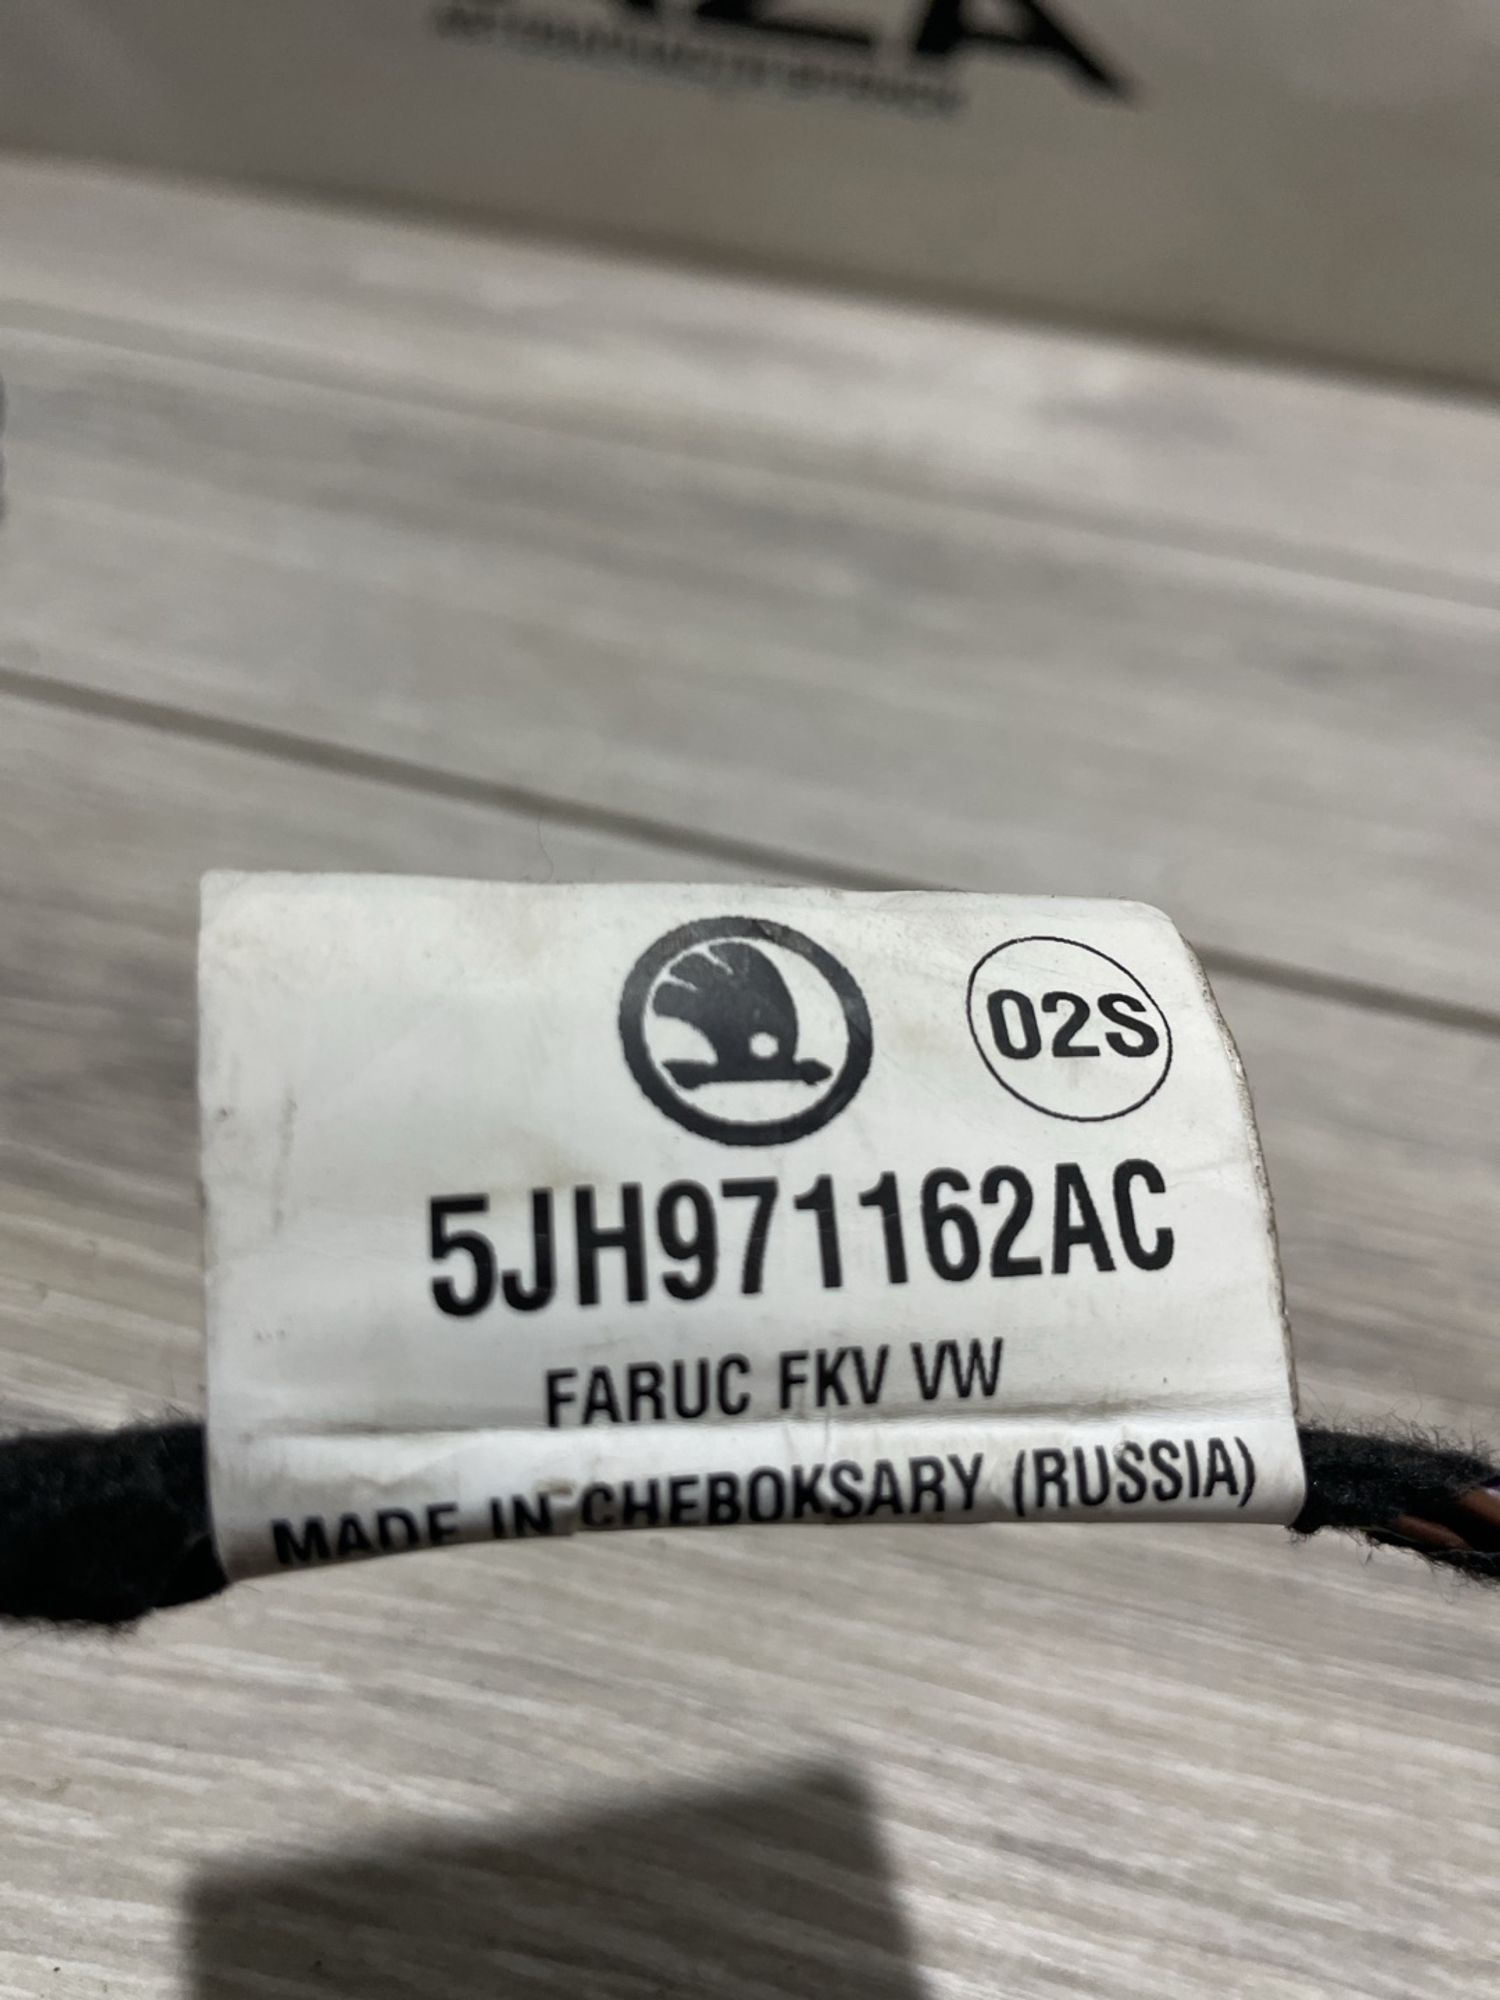 02S
5JH971162AC
FARUC FKV VW
MADE IN CHEBOKSARY (RUSSIA)